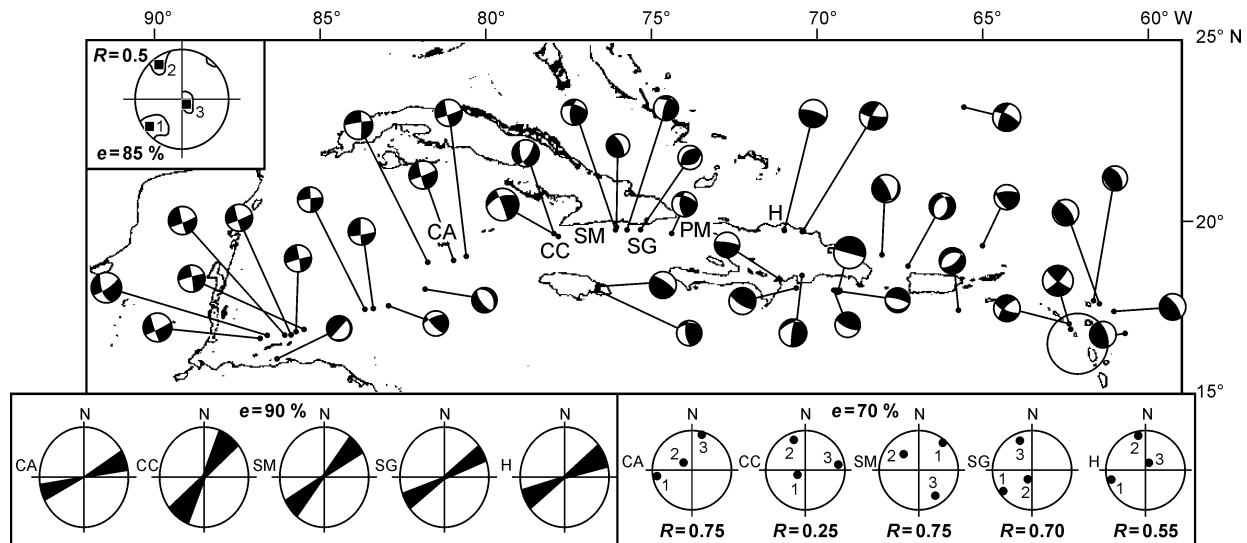 90° 85° 80° 75° 70° 65° 60° W
25° N
R=0.5
2
3
1
e=85 %
CA
CC
SM
SG
PM
H
20°
15°
e=90 %
N N N N N
CA CC SM SG H
e=70 %
N N N N N
CA 1 2 3
CC 1 2 3
SM 1 2 3
SG 1 2 3
H 1 2 3
R=0.75 R=0.25 R=0.75 R=0.70 R=0.55